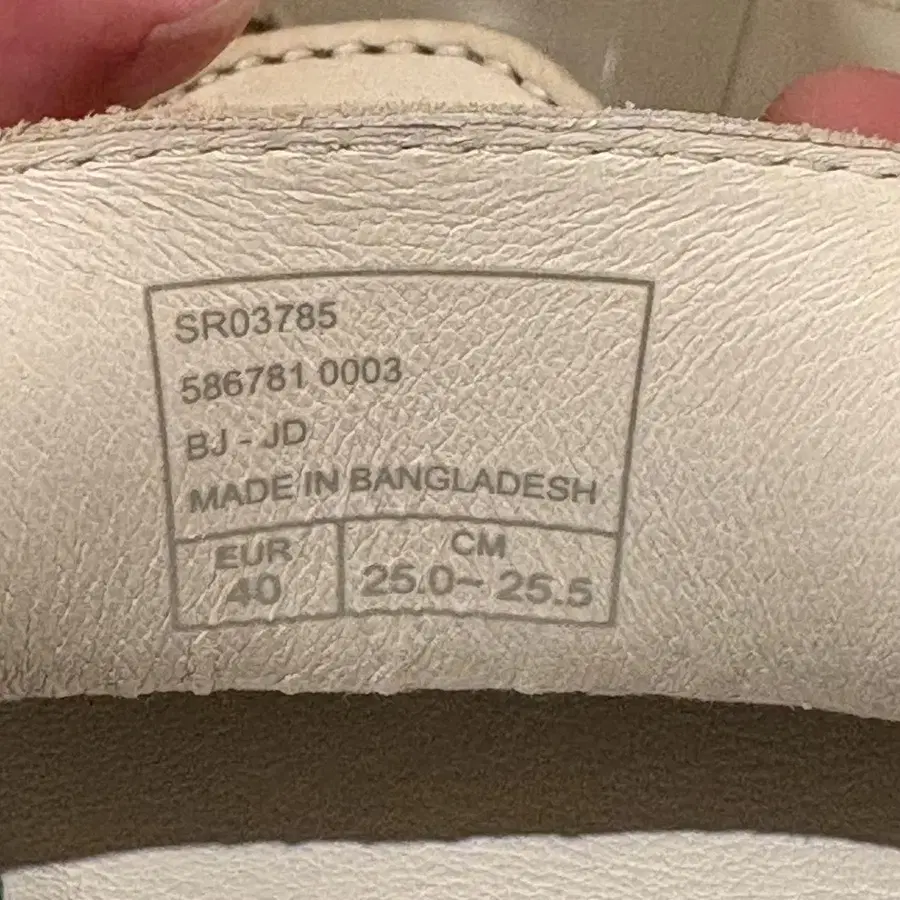 SR03785
586781 0003
BJ - JD
MADE IN BANGLADESH
EUR CM
40 25.0~25.5